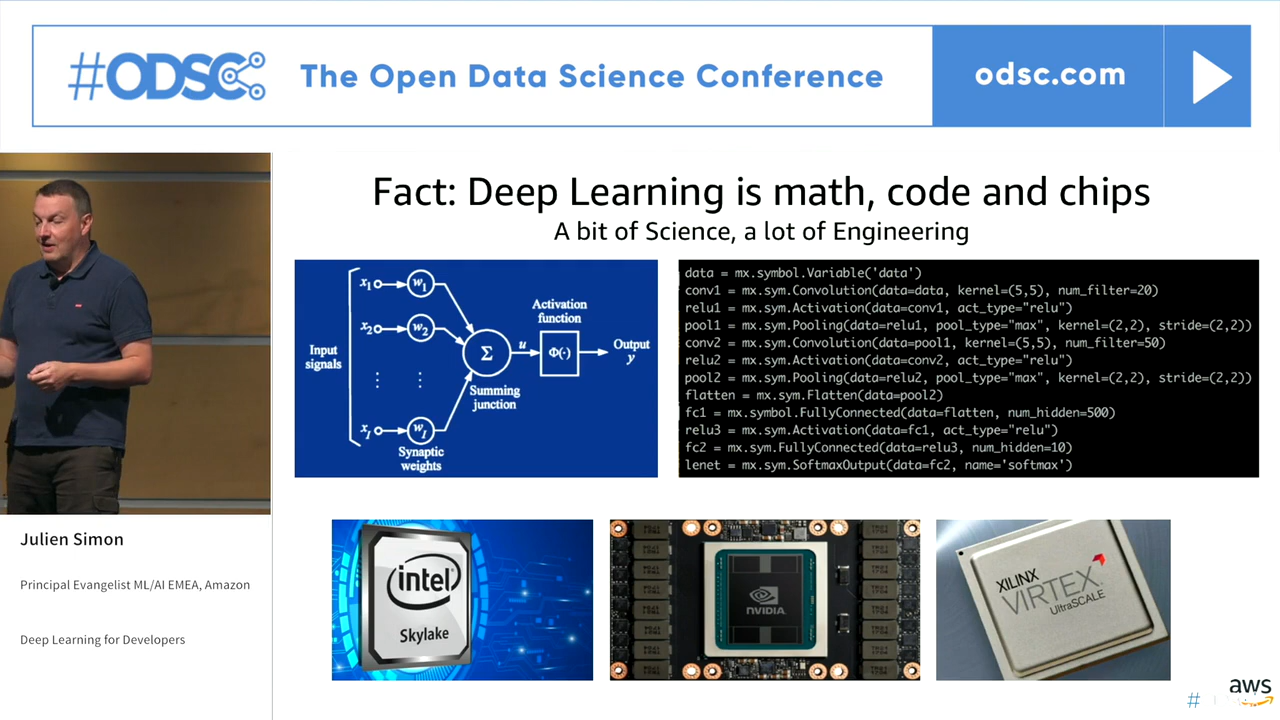 #ODSC
The Open Data Science Conference
odsc.com
Fact: Deep Learning is math, code and chips
A bit of Science, a lot of Engineering
Input
signals
x1
w1
x2
w2
xI
wI
Synaptic
weights
Σ
Summing
junction
u
Activation
function
Φ(·)
Output
y
data = mx.symbol.Variable('data')
conv1 = mx.sym.Convolution(data=data, kernel=(5,5), num_filter=20)
relu1 = mx.sym.Activation(data=conv1, act_type="relu")
pool1 = mx.sym.Pooling(data=relu1, pool_type="max", kernel=(2,2), stride=(2,2))
conv2 = mx.sym.Convolution(data=pool1, kernel=(5,5), num_filter=50)
relu2 = mx.sym.Activation(data=conv2, act_type="relu")
pool2 = mx.sym.Pooling(data=relu2, pool_type="max", kernel=(2,2), stride=(2,2))
flatten = mx.sym.Flatten(data=pool2)
fc1 = mx.symbol.FullyConnected(data=flatten, num_hidden=500)
relu3 = mx.sym.Activation(data=fc1, act_type="relu")
fc2 = mx.sym.FullyConnected(data=relu3, num_hidden=10)
lenet = mx.sym.SoftmaxOutput(data=fc2, name='softmax')
intel
Skylake
NVIDIA
XILINX
VIRTEX
UltraSCALE
Julien Simon
Principal Evangelist ML/AI EMEA, Amazon
Deep Learning for Developers
#
aws